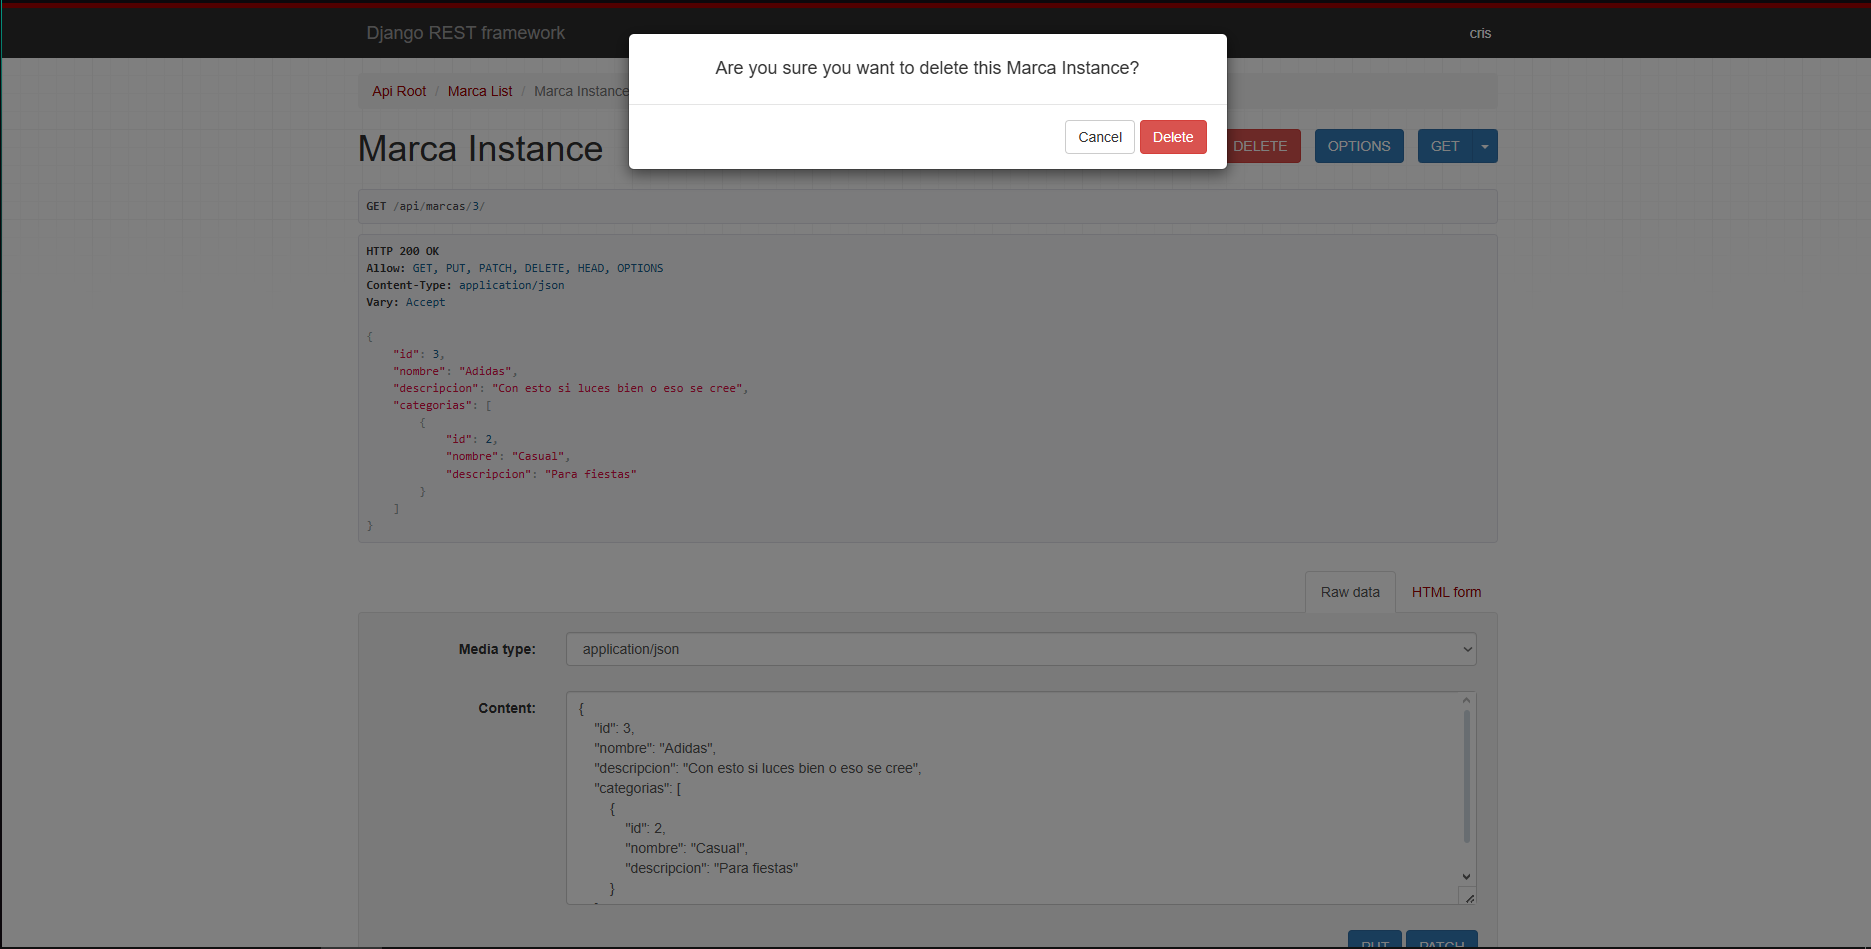 Django REST framework
cris
Are you sure you want to delete this Marca Instance?
Cancel
Delete
Api Root / Marca List / Marca Instance
Marca Instance
DELETE
OPTIONS
GET
GET /api/marcas/3/
HTTP 200 OK
Allow: GET, PUT, PATCH, DELETE, HEAD, OPTIONS
Content-Type: application/json
Vary: Accept
{
    "id": 3,
    "nombre": "Adidas",
    "descripcion": "Con esto si luces bien o eso se cree",
    "categorias": [
        {
            "id": 2,
            "nombre": "Casual",
            "descripcion": "Para fiestas"
        }
    ]
}
Raw data
HTML form
Media type:
application/json
Content:
{
    "id": 3,
    "nombre": "Adidas",
    "descripcion": "Con esto si luces bien o eso se cree",
    "categorias": [
        {
            "id": 2,
            "nombre": "Casual",
            "descripcion": "Para fiestas"
        }
PUT
PATCH